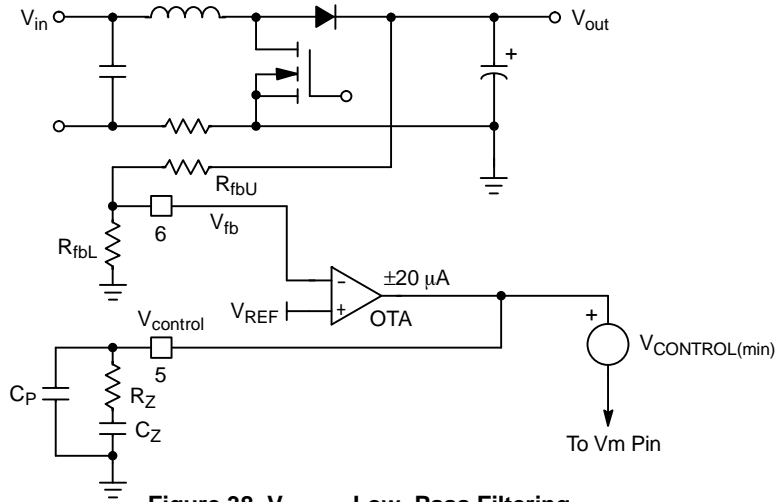 Vin
Vout
+
RfbU
6
Vfb
RfbL
-
±20 µA
VREF
+
OTA
Vcontrol
5
+
VCONTROL(min)
CP
RZ
CZ
To Vm Pin
Figure 38. V Low-Pass Filtering